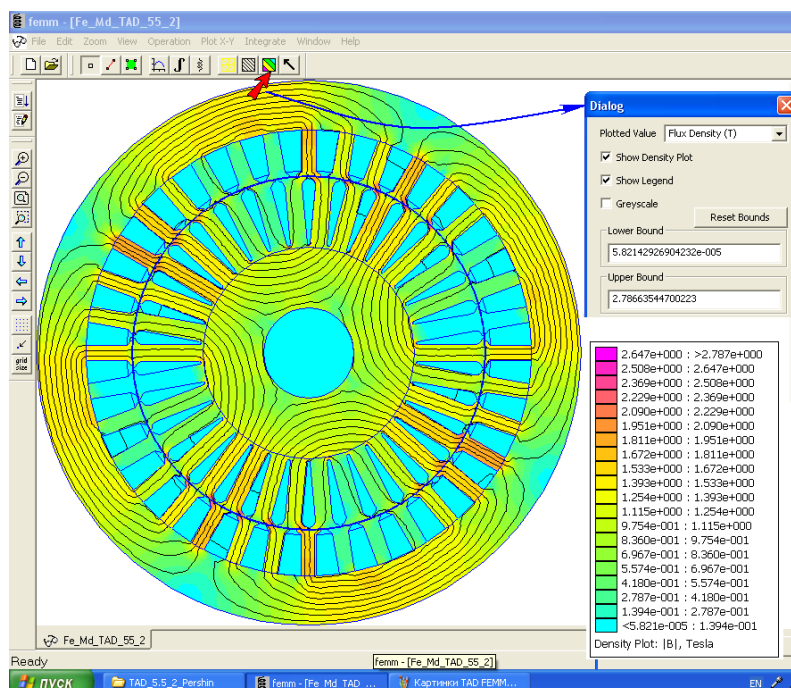 femm - [Fe_Md_TAD_55_2]
File Edit Zoom View Operation Plot X-Y Integrate Window Help
Dialog
Plotted Value Flux Density (T)
Show Density Plot
Show Legend
Greyscale
Reset Bounds
Lower Bound
5.82142926904232e-005
Upper Bound
2.78663544700223
grid
size
2.647e+000 : >2.787e+000
2.508e+000 : 2.647e+000
2.369e+000 : 2.508e+000
2.229e+000 : 2.369e+000
2.090e+000 : 2.229e+000
1.951e+000 : 2.090e+000
1.811e+000 : 1.951e+000
1.672e+000 : 1.811e+000
1.533e+000 : 1.672e+000
1.393e+000 : 1.533e+000
1.254e+000 : 1.393e+000
1.115e+000 : 1.254e+000
9.754e-001 : 1.115e+000
8.360e-001 : 9.754e-001
6.967e-001 : 8.360e-001
5.574e-001 : 6.967e-001
4.180e-001 : 5.574e-001
2.787e-001 : 4.180e-001
1.394e-001 : 2.787e-001
<5.821e-005 : 1.394e-001
Density Plot: |B|, Tesla
Fe_Md_TAD_55_2
Ready
femm - [Fe_Md_TAD_55_2]
пуск
TAD_5.5_2_Pershin
femm - [Fe_Md_TAD ...
Картинки TAD FEMM...
EN